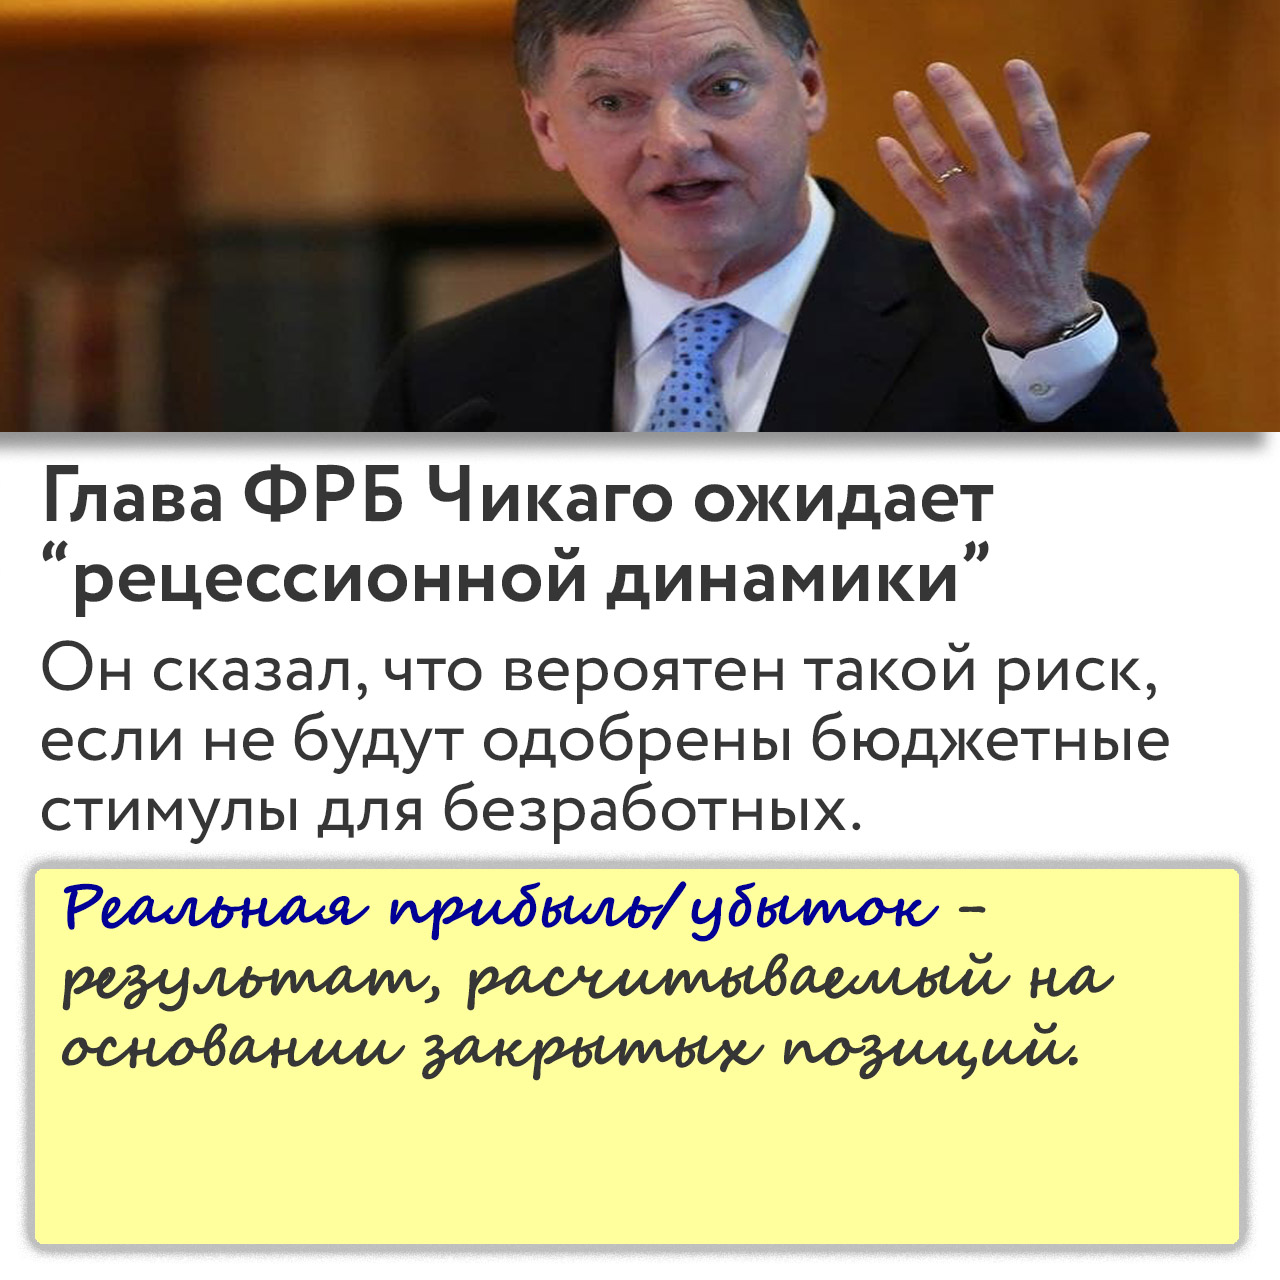 Глава ФРБ Чикаго ожидает
“рецессионной динамики”
Он сказал, что вероятен такой риск,
если не будут одобрены бюджетные
стимулы для безработных.
Реальная прибыль/убыток –
результат, расчитываемый на
основании закрытых позиций.